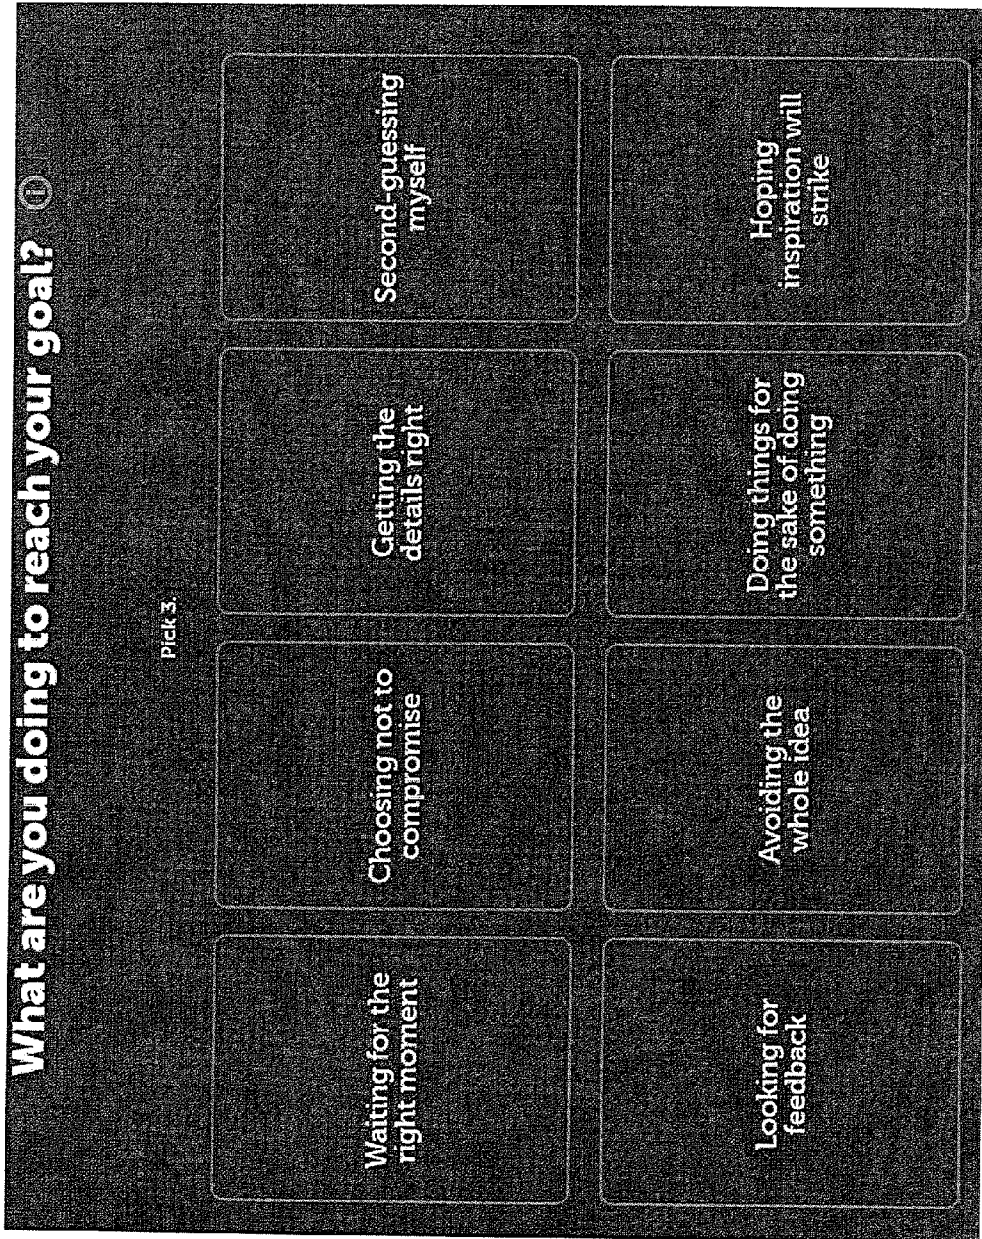 What are you doing to reach your goal? ⓘ
Pick 3.
Waiting for the
right moment
Choosing not to
compromise
Getting the
details right
Second-guessing
myself
Looking for
feedback
Avoiding the
whole idea
Doing things for
the sake of doing
something
Hoping
inspiration will
strike